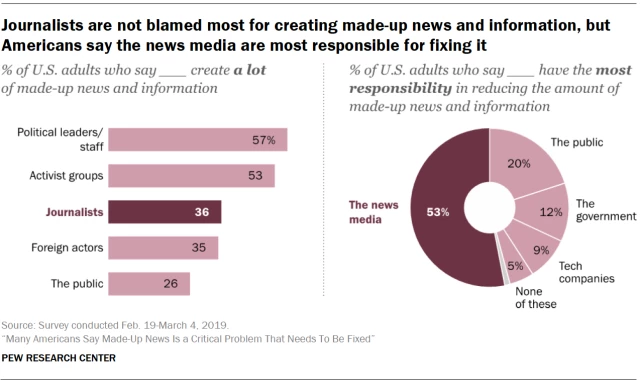 Journalists are not blamed most for creating made-up news and information, but
Americans say the news media are most responsible for fixing it
% of U.S. adults who say ___ create a lot
of made-up news and information
Political leaders/
staff
57%
Activist groups
53
Journalists
36
Foreign actors
35
The public
26
% of U.S. adults who say ___ have the most
responsibility in reducing the amount of
made-up news and information
The public
20%
The
government
12%
Tech
companies
9%
None
of these
5%
The news
media
53%
Source: Survey conducted Feb. 19-March 4, 2019.
"Many Americans Say Made-Up News Is a Critical Problem That Needs To Be Fixed"
PEW RESEARCH CENTER